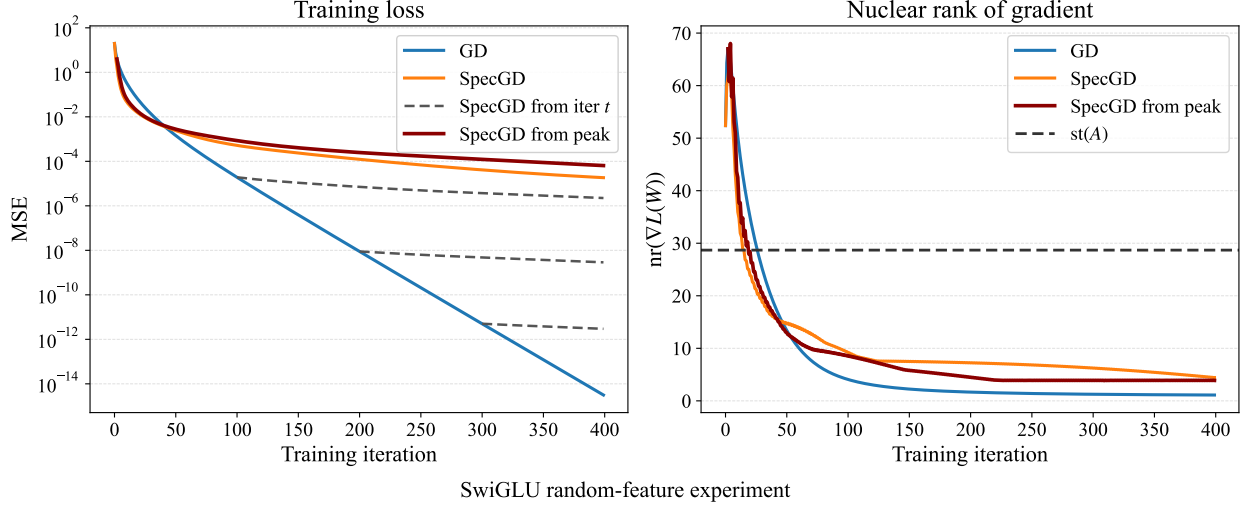 Training loss
MSE
10^2
10^0
10^−2
10^−4
10^−6
10^−8
10^−10
10^−12
10^−14
0 50 100 150 200 250 300 350 400
Training iteration
GD
SpecGD
SpecGD from iter t
SpecGD from peak
Nuclear rank of gradient
nr(∇L(W))
70
60
50
40
30
20
10
0
0 50 100 150 200 250 300 350 400
Training iteration
GD
SpecGD
SpecGD from peak
st(A)
SwiGLU random-feature experiment